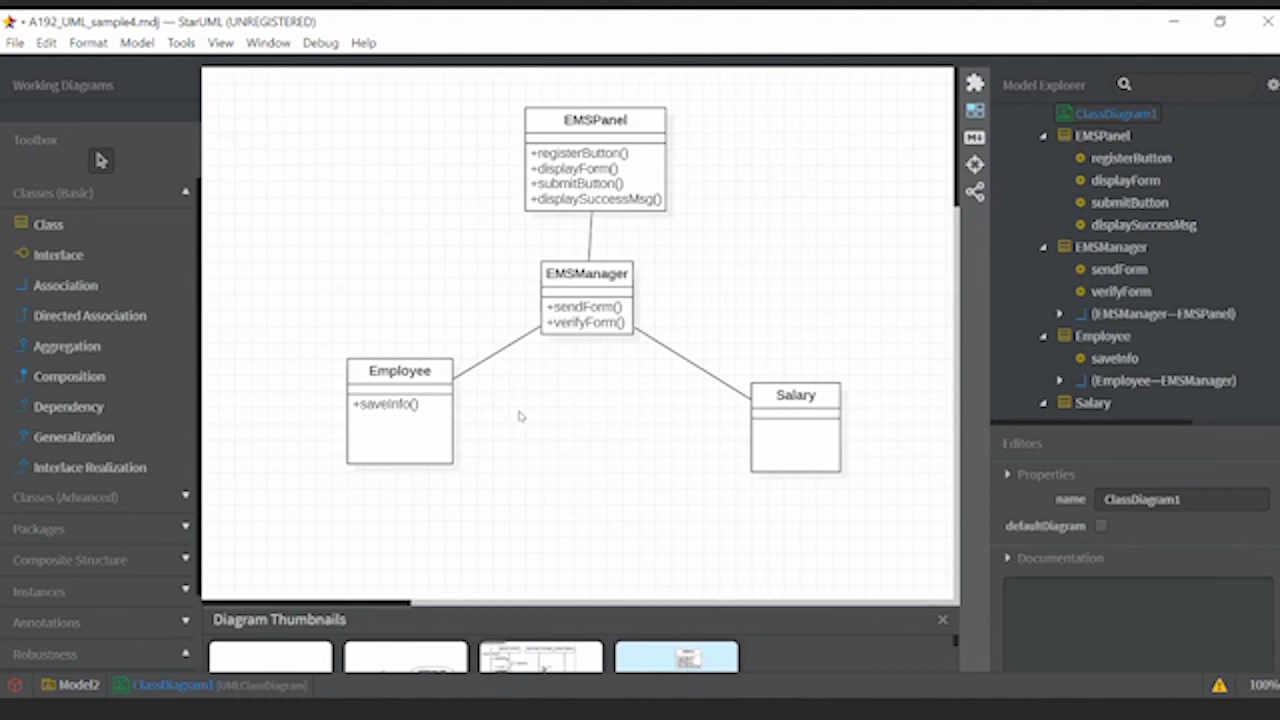 • A192_UML_sample4.mdj — StarUML (UNREGISTERED)
File Edit Format Model Tools View Window Debug Help
Working Diagrams
Toolbox
Classes (Basic)
Class
Interface
Association
Directed Association
Aggregation
Composition
Dependency
Generalization
Interface Realization
Classes (Advanced)
Packages
Composite Structure
Instances
Annotations
Robustness
EMSPanel
+registerButton()
+displayForm()
+submitButton()
+displaySuccessMsg()
EMSManager
+sendForm()
+verifyForm()
Employee
+saveInfo()
Salary
Diagram Thumbnails
M↓
Model Explorer
ClassDiagram1
EMSPanel
registerButton
displayForm
submitButton
displaySuccessMsg
EMSManager
sendForm
verifyForm
(EMSManager—EMSPanel)
Employee
saveInfo
(Employee—EMSManager)
Salary
Editors
Properties
name ClassDiagram1
defaultDiagram
Documentation
Model2 ClassDiagram1 [UMLClassDiagram]
100%